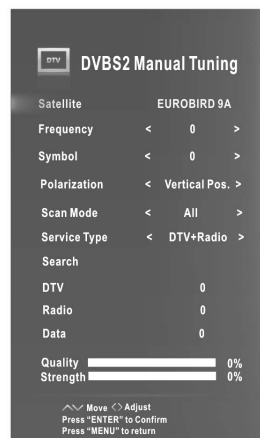 DTV DVBS2 Manual Tuning
Satellite EUROBIRD 9A
Frequency < 0 >
Symbol < 0 >
Polarization < Vertical Pos. >
Scan Mode < All >
Service Type < DTV+Radio >
Search
DTV 0
Radio 0
Data 0
Quality 0%
Strength 0%
Move <> Adjust
Press “ENTER” to Confirm
Press “MENU” to return